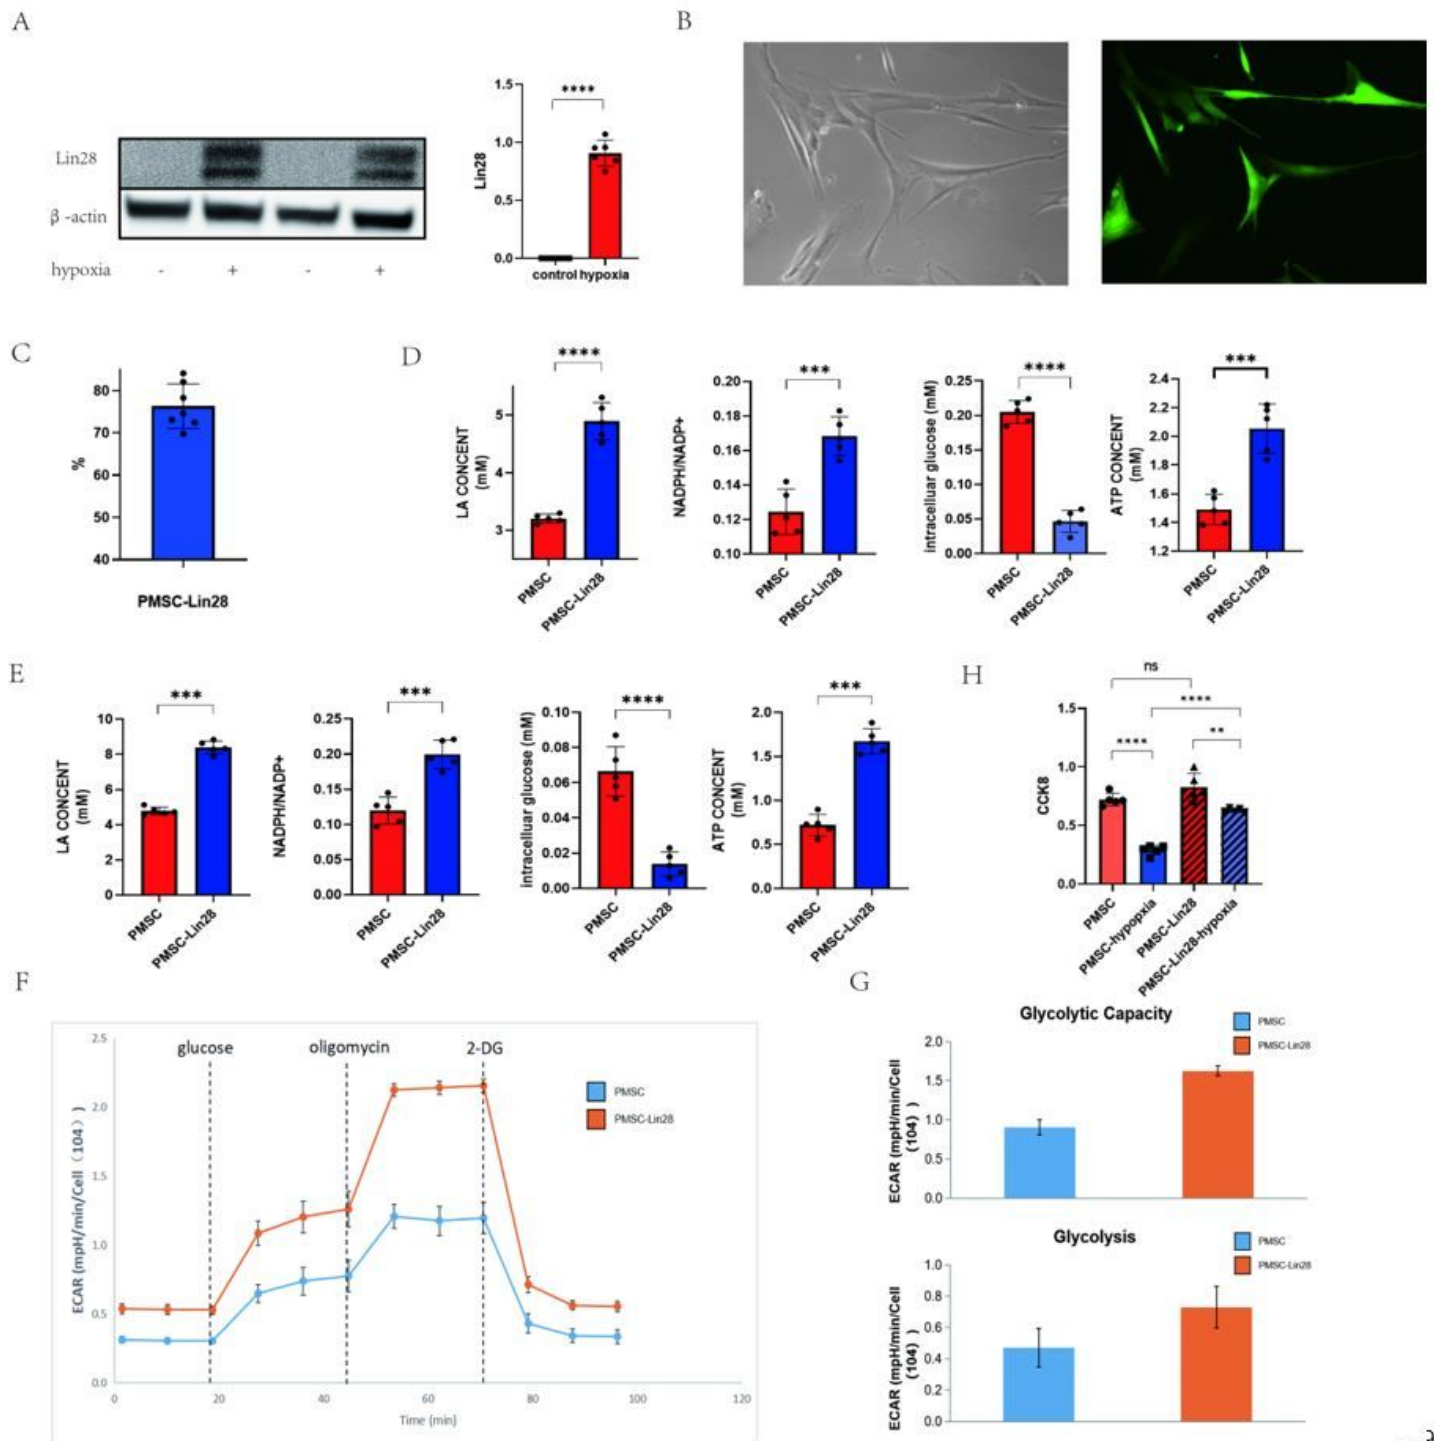 A
B
Lin28
β-actin
hypoxia - + - +
1.5
1.0
0.5
0.0
Lin28
****
control hypoxia
C
80
70
60
50
40
%
PMSC-Lin28
D
LA CONCENT
(mM)
5
4
3
****
PMSC
PMSC-Lin28
NADPH/NADP+
0.20
0.18
0.16
0.14
0.12
0.10
***
PMSC
PMSC-Lin28
intracelluar glucose (mM)
0.25
0.20
0.15
0.10
0.05
0.00
****
PMSC
PMSC-Lin28
ATP CONCENT
(mM)
2.4
2.2
2.0
1.8
1.6
1.4
1.2
***
PMSC
PMSC-Lin28
E
LA CONCENT
(mM)
10
8
6
4
2
0
***
PMSC
PMSC-Lin28
NADPH/NADP+
0.25
0.20
0.15
0.10
0.05
0.00
***
PMSC
PMSC-Lin28
intracelluar glucose (mM)
0.10
0.08
0.06
0.04
0.02
0.00
****
PMSC
PMSC-Lin28
ATP CONCENT
(mM)
2.0
1.5
1.0
0.5
0.0
***
PMSC
PMSC-Lin28
H
CCK8
1.5
1.0
0.5
0.0
ns
****
****
**
PMSC
PMSC-hypopxia
PMSC-Lin28
PMSC-Lin28-hypoxia
F
ECAR (mpH/min/Cell（104）)
2.5
2.0
1.5
1.0
0.5
0.0
glucose
oligomycin
2-DG
PMSC
PMSC-Lin28
0 20 40 60 80 100 120
Time (min)
G
Glycolytic Capacity
PMSC
PMSC-Lin28
ECAR (mpH/min/Cell
(104) )
2.0
1.5
1.0
0.5
0.0
Glycolysis
PMSC
PMSC-Lin28
ECAR (mpH/min/Cell
(104) )
1.0
0.8
0.6
0.4
0.2
0.0